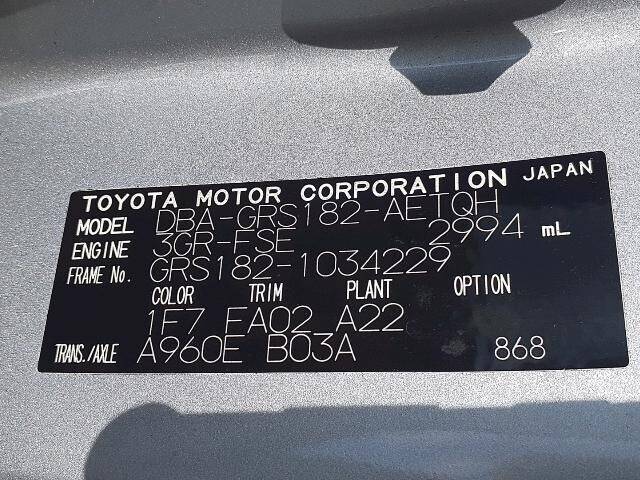 TOYOTA MOTOR CORPORATION JAPAN
MODEL DBA-GRS182-AETQH
ENGINE 3GR-FSE 2994 mL
FRAME No. GRS182-1034229
COLOR TRIM PLANT OPTION
1F7 FA02 A22
TRANS./AXLE A960E B03A 868